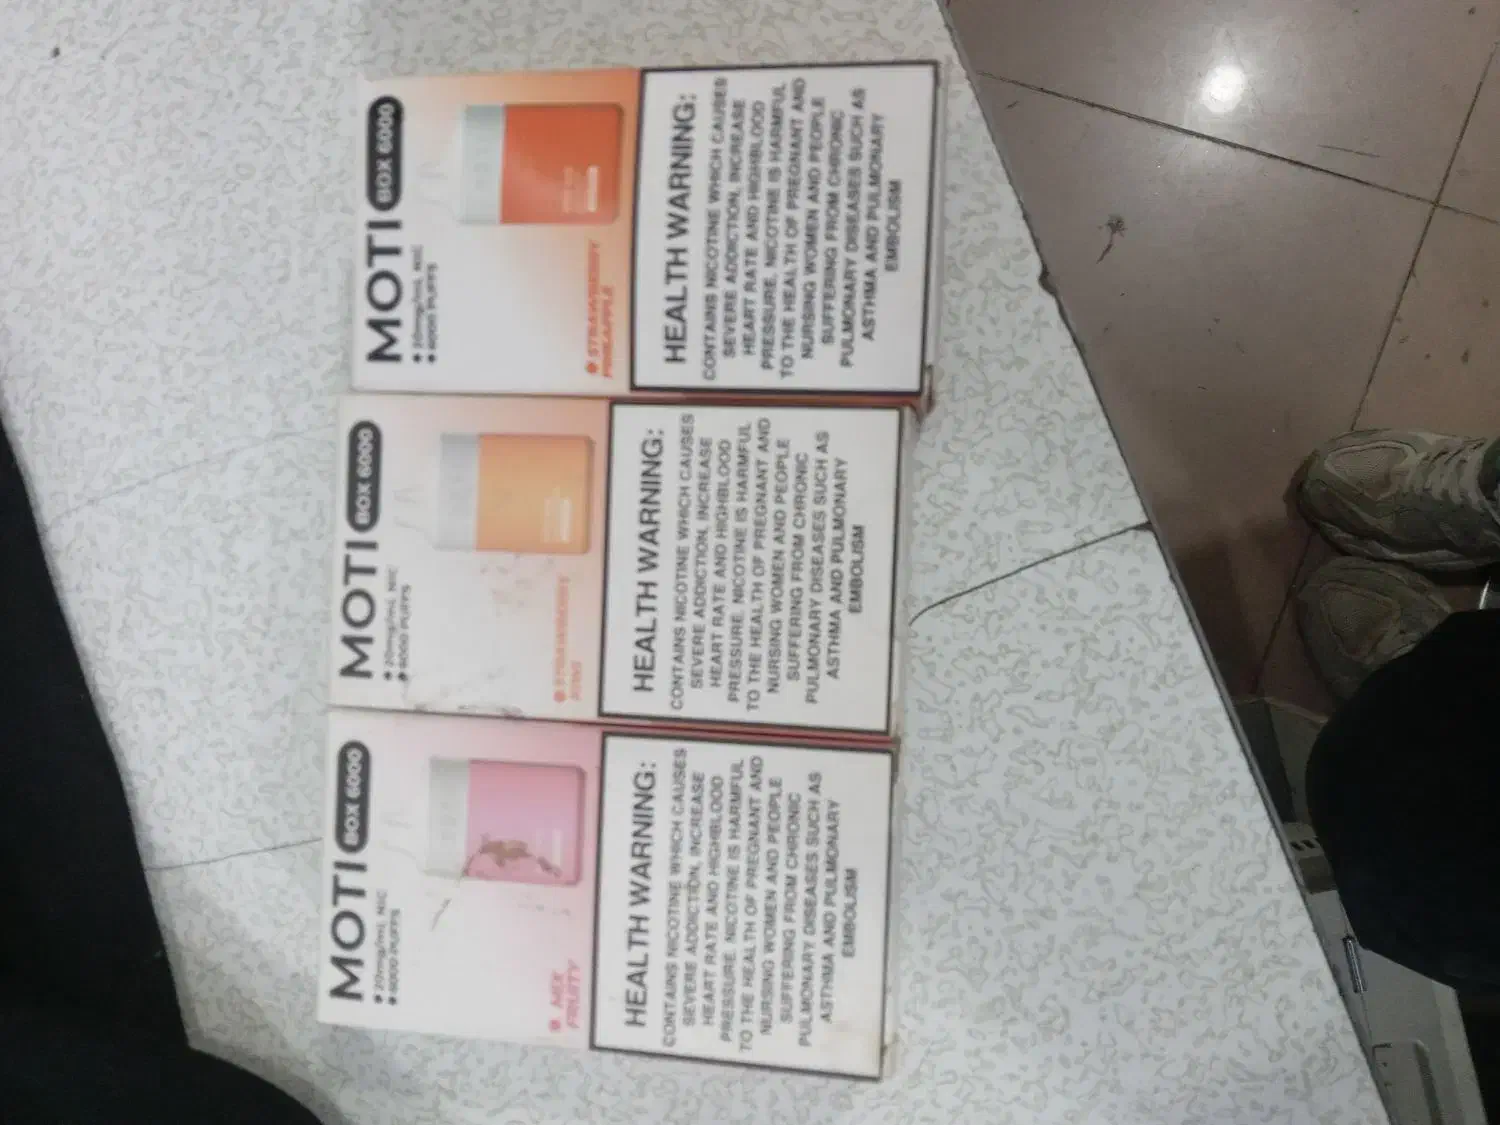 MOTI BOX 6000
20mg/mL NIC
6000 PUFFS
STRAWBERRY
PINEAPPLE
HEALTH WARNING:
CONTAINS NICOTINE WHICH CAUSES
SEVERE ADDICTION, INCREASE
HEART RATE AND HIGHBLOOD
PRESSURE, NICOTINE IS HARMFUL
TO THE HEALTH OF PREGNANT AND
NURSING WOMEN AND PEOPLE
SUFFERING FROM CHRONIC
PULMONARY DISEASES SUCH AS
ASTHMA AND PULMONARY
EMBOLISM
MOTI BOX 6000
20mg/mL NIC
6000 PUFFS
STRAWBERRY
KIWI
HEALTH WARNING:
CONTAINS NICOTINE WHICH CAUSES
SEVERE ADDICTION, INCREASE
HEART RATE AND HIGHBLOOD
PRESSURE, NICOTINE IS HARMFUL
TO THE HEALTH OF PREGNANT AND
NURSING WOMEN AND PEOPLE
SUFFERING FROM CHRONIC
PULMONARY DISEASES SUCH AS
ASTHMA AND PULMONARY
EMBOLISM
MOTI BOX 6000
20mg/mL NIC
6000 PUFFS
MIX
FRUITY
HEALTH WARNING:
CONTAINS NICOTINE WHICH CAUSES
SEVERE ADDICTION, INCREASE
HEART RATE AND HIGHBLOOD
PRESSURE, NICOTINE IS HARMFUL
TO THE HEALTH OF PREGNANT AND
NURSING WOMEN AND PEOPLE
SUFFERING FROM CHRONIC
PULMONARY DISEASES SUCH AS
ASTHMA AND PULMONARY
EMBOLISM